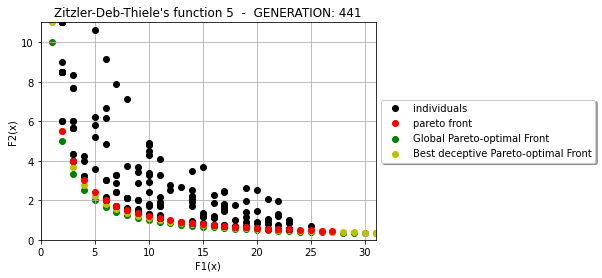 Zitzler-Deb-Thiele's function 5  -  GENERATION: 441
10
8
6
4
2
0
F2(x)
0 5 10 15 20 25 30
F1(x)
individuals
pareto front
Global Pareto-optimal Front
Best deceptive Pareto-optimal Front